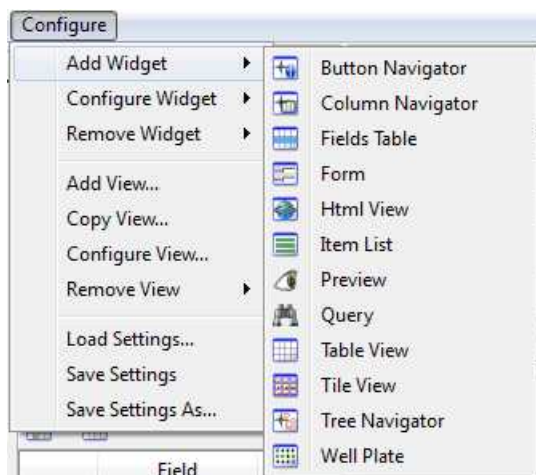 Configure
Add Widget
Configure Widget
Remove Widget
Add View...
Copy View...
Configure View...
Remove View
Load Settings...
Save Settings
Save Settings As...
Field
Button Navigator
Column Navigator
Fields Table
Form
Html View
Item List
Preview
Query
Table View
Tile View
Tree Navigator
Well Plate